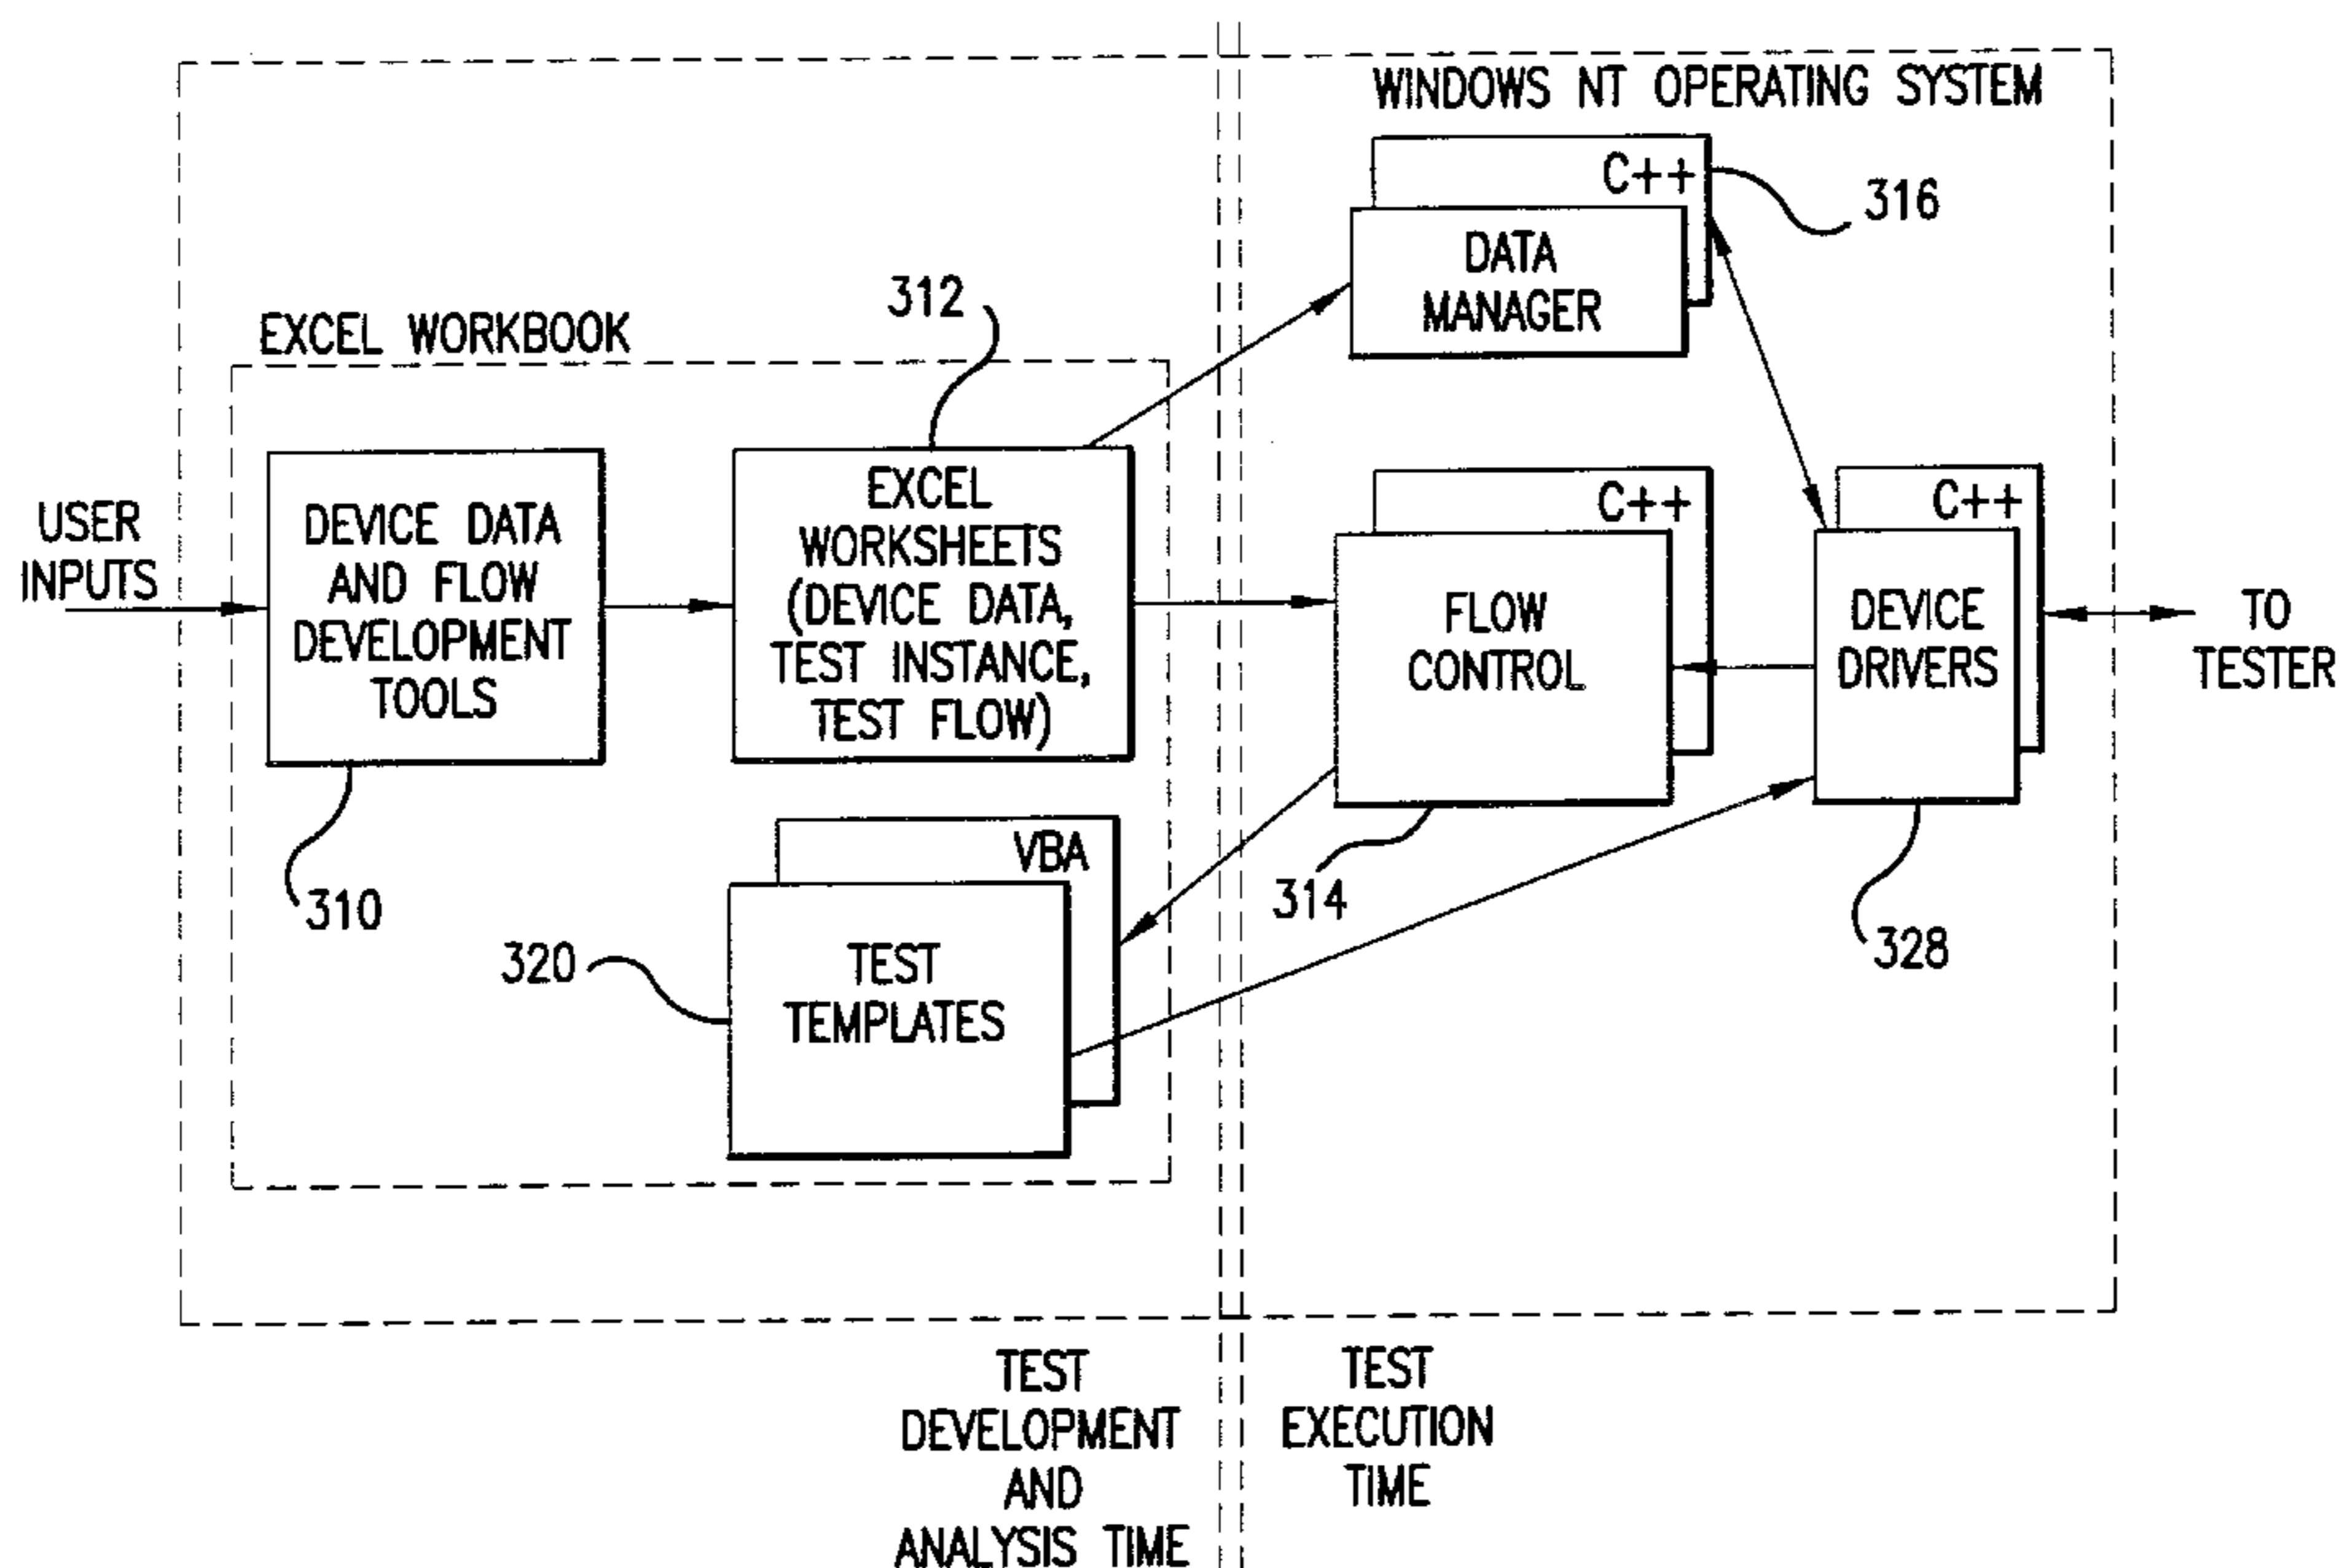 WINDOWS NT OPERATING SYSTEM
C++
316
DATA
MANAGER
312
EXCEL WORKBOOK
USER
INPUTS
DEVICE DATA
AND FLOW
DEVELOPMENT
TOOLS
310
EXCEL
WORKSHEETS
(DEVICE DATA,
TEST INSTANCE,
TEST FLOW)
C++
FLOW
CONTROL
314
C++
DEVICE
DRIVERS
328
TO
TESTER
VBA
320
TEST
TEMPLATES
TEST
DEVELOPMENT
AND
ANALYSIS TIME
TEST
EXECUTION
TIME